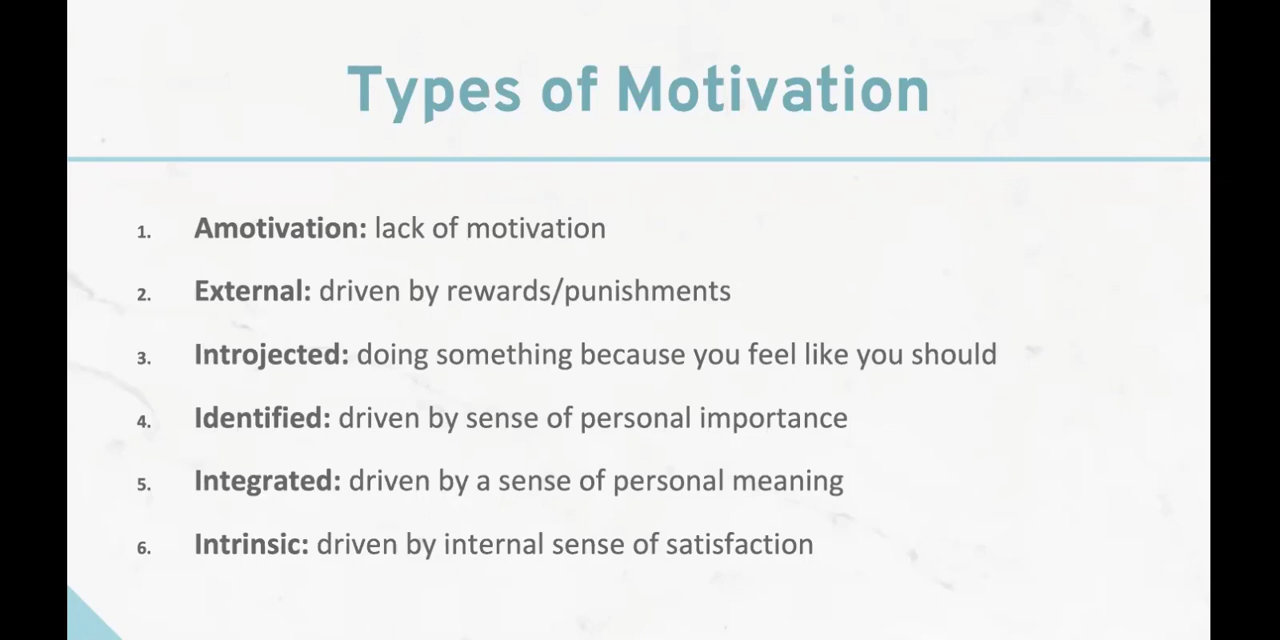 Types of Motivation
1. Amotivation: lack of motivation
2. External: driven by rewards/punishments
3. Introjected: doing something because you feel like you should
4. Identified: driven by sense of personal importance
5. Integrated: driven by a sense of personal meaning
6. Intrinsic: driven by internal sense of satisfaction